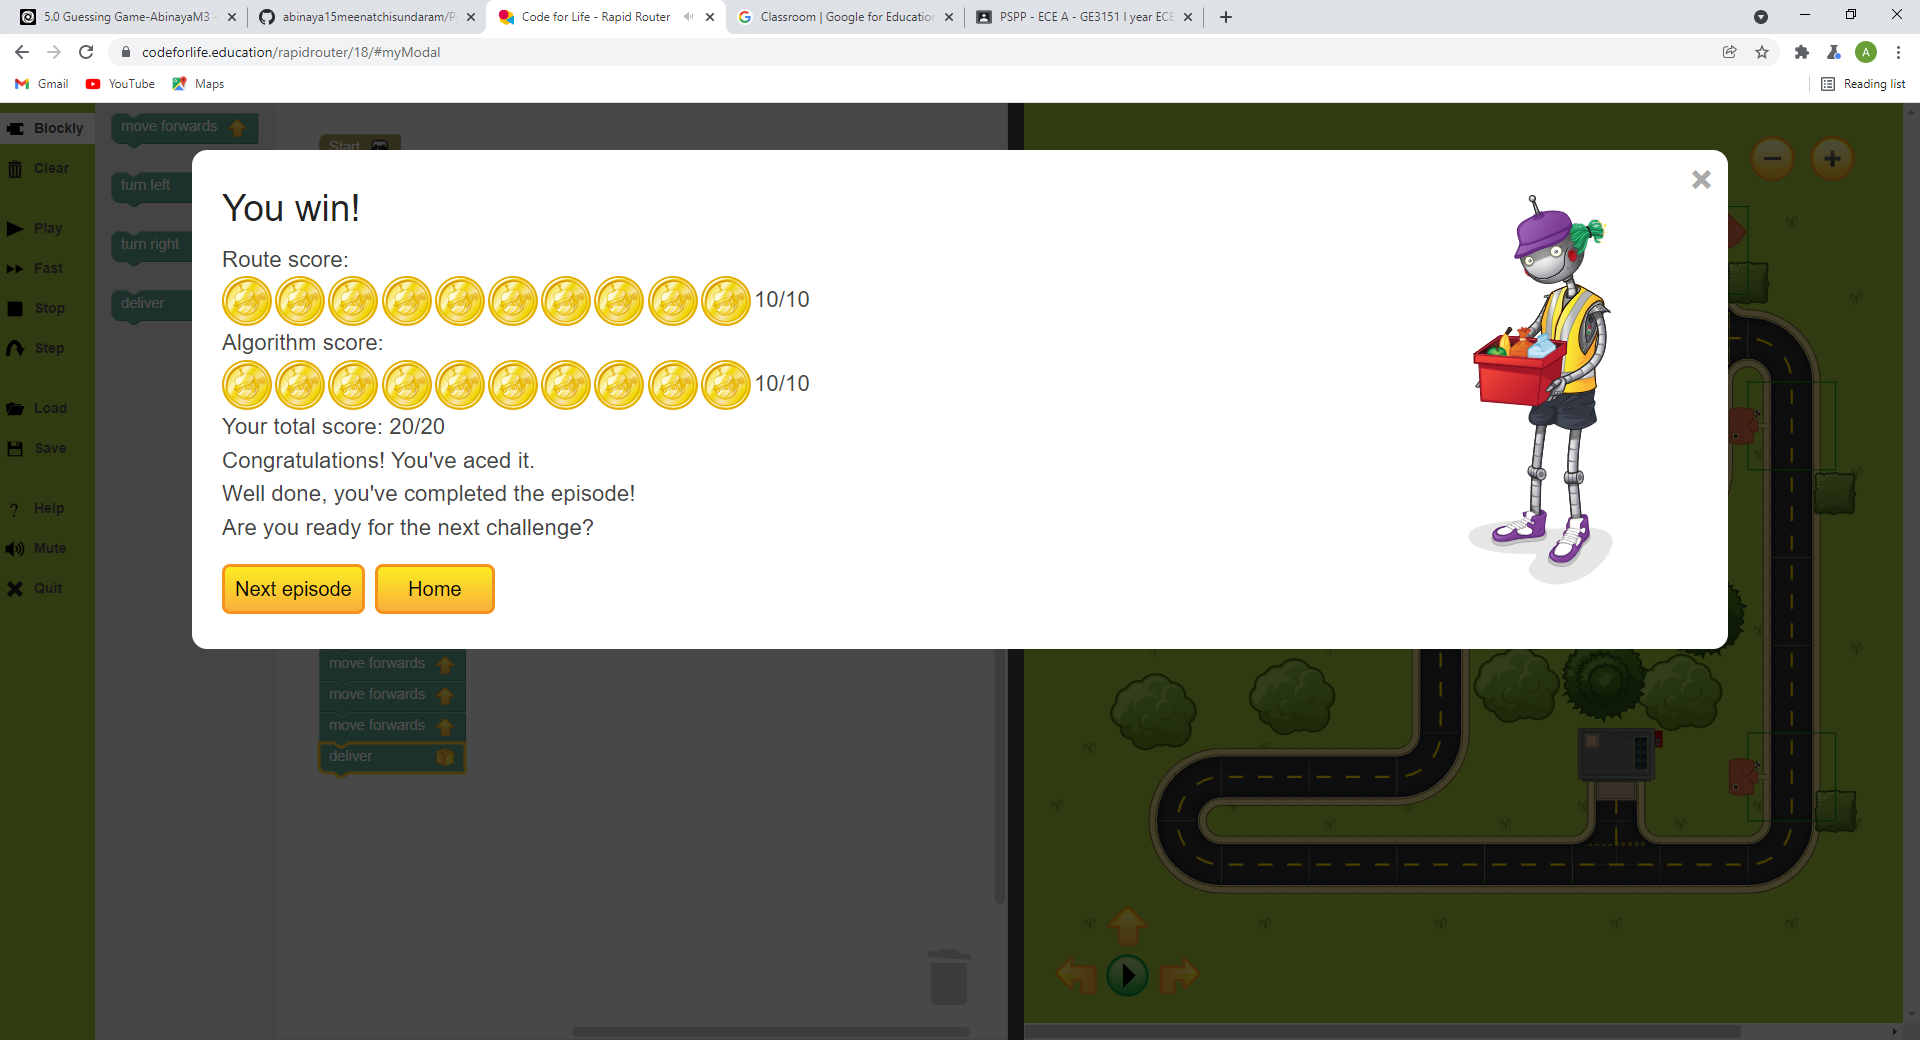 5.0 Guessing Game-AbinayaM3 -
abinaya15meenatchisundaram/P
Code for Life - Rapid Router
Classroom | Google for Education
PSPP - ECE A - GE3151 I year ECE
codeforlife.education/rapidrouter/18/#myModal
A
Gmail
YouTube
Maps
Reading list
Blockly
Clear
Play
Fast
Stop
Step
Load
Save
Help
Mute
Quit
move forwards
turn left
turn right
deliver
Start
You win!
Route score:
10/10
Algorithm score:
10/10
Your total score: 20/20
Congratulations! You've aced it.
Well done, you've completed the episode!
Are you ready for the next challenge?
Next episode
Home
move forwards
move forwards
move forwards
deliver